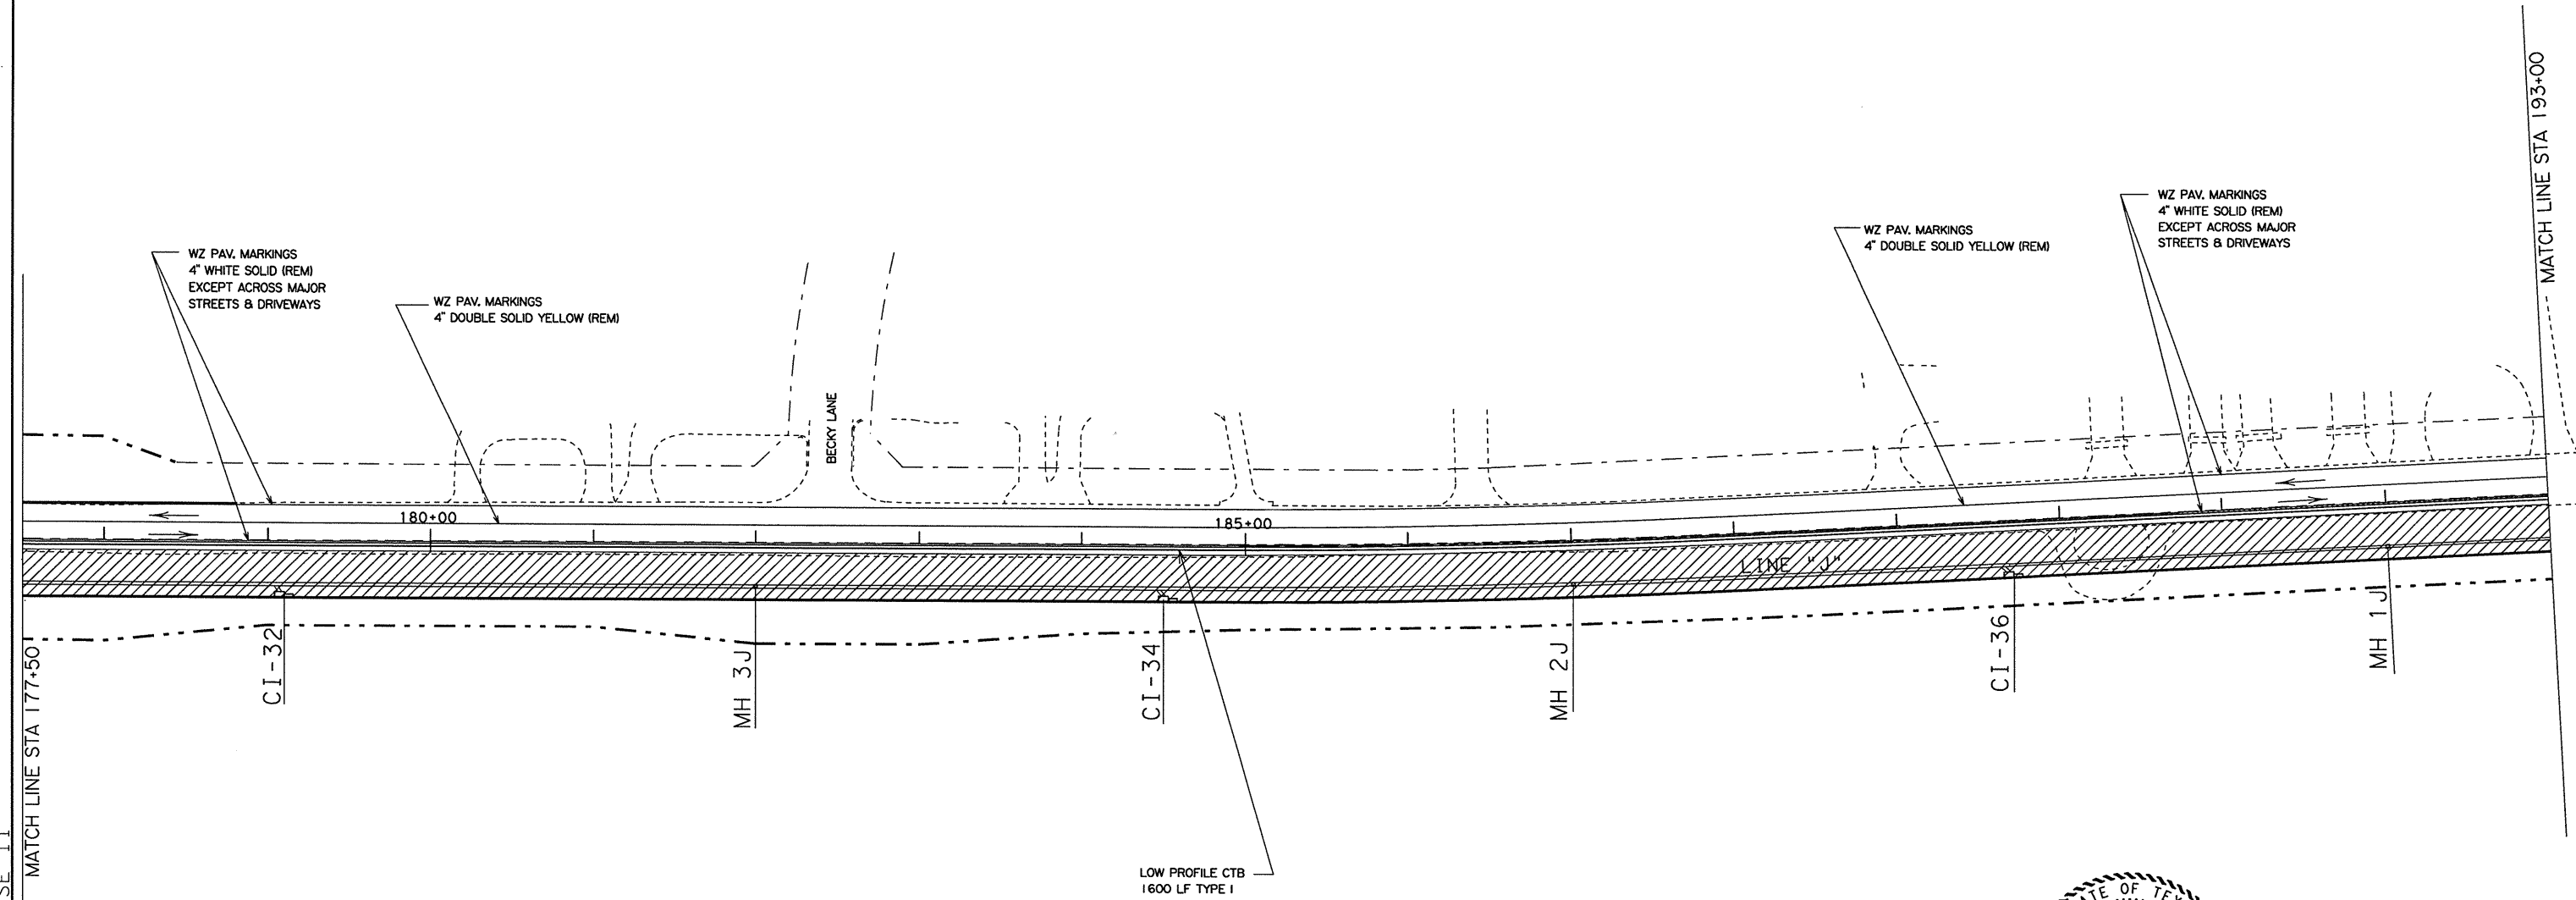 WZ PAV. MARKINGS
4" WHITE SOLID (REM)
EXCEPT ACROSS MAJOR
STREETS & DRIVEWAYS
WZ PAV. MARKINGS
4" DOUBLE SOLID YELLOW (REM)
BECKY LANE
WZ PAV. MARKINGS
4" DOUBLE SOLID YELLOW (REM)
WZ PAV. MARKINGS
4" WHITE SOLID (REM)
EXCEPT ACROSS MAJOR
STREETS & DRIVEWAYS
MATCH LINE STA 193+00
180+00
185+00
LINE "J"
MATCH LINE STA 177+50
CI-32
MH 3J
CI-34
MH 2J
CI-36
MH 1J
LOW PROFILE CTB
1600 LF TYPE I